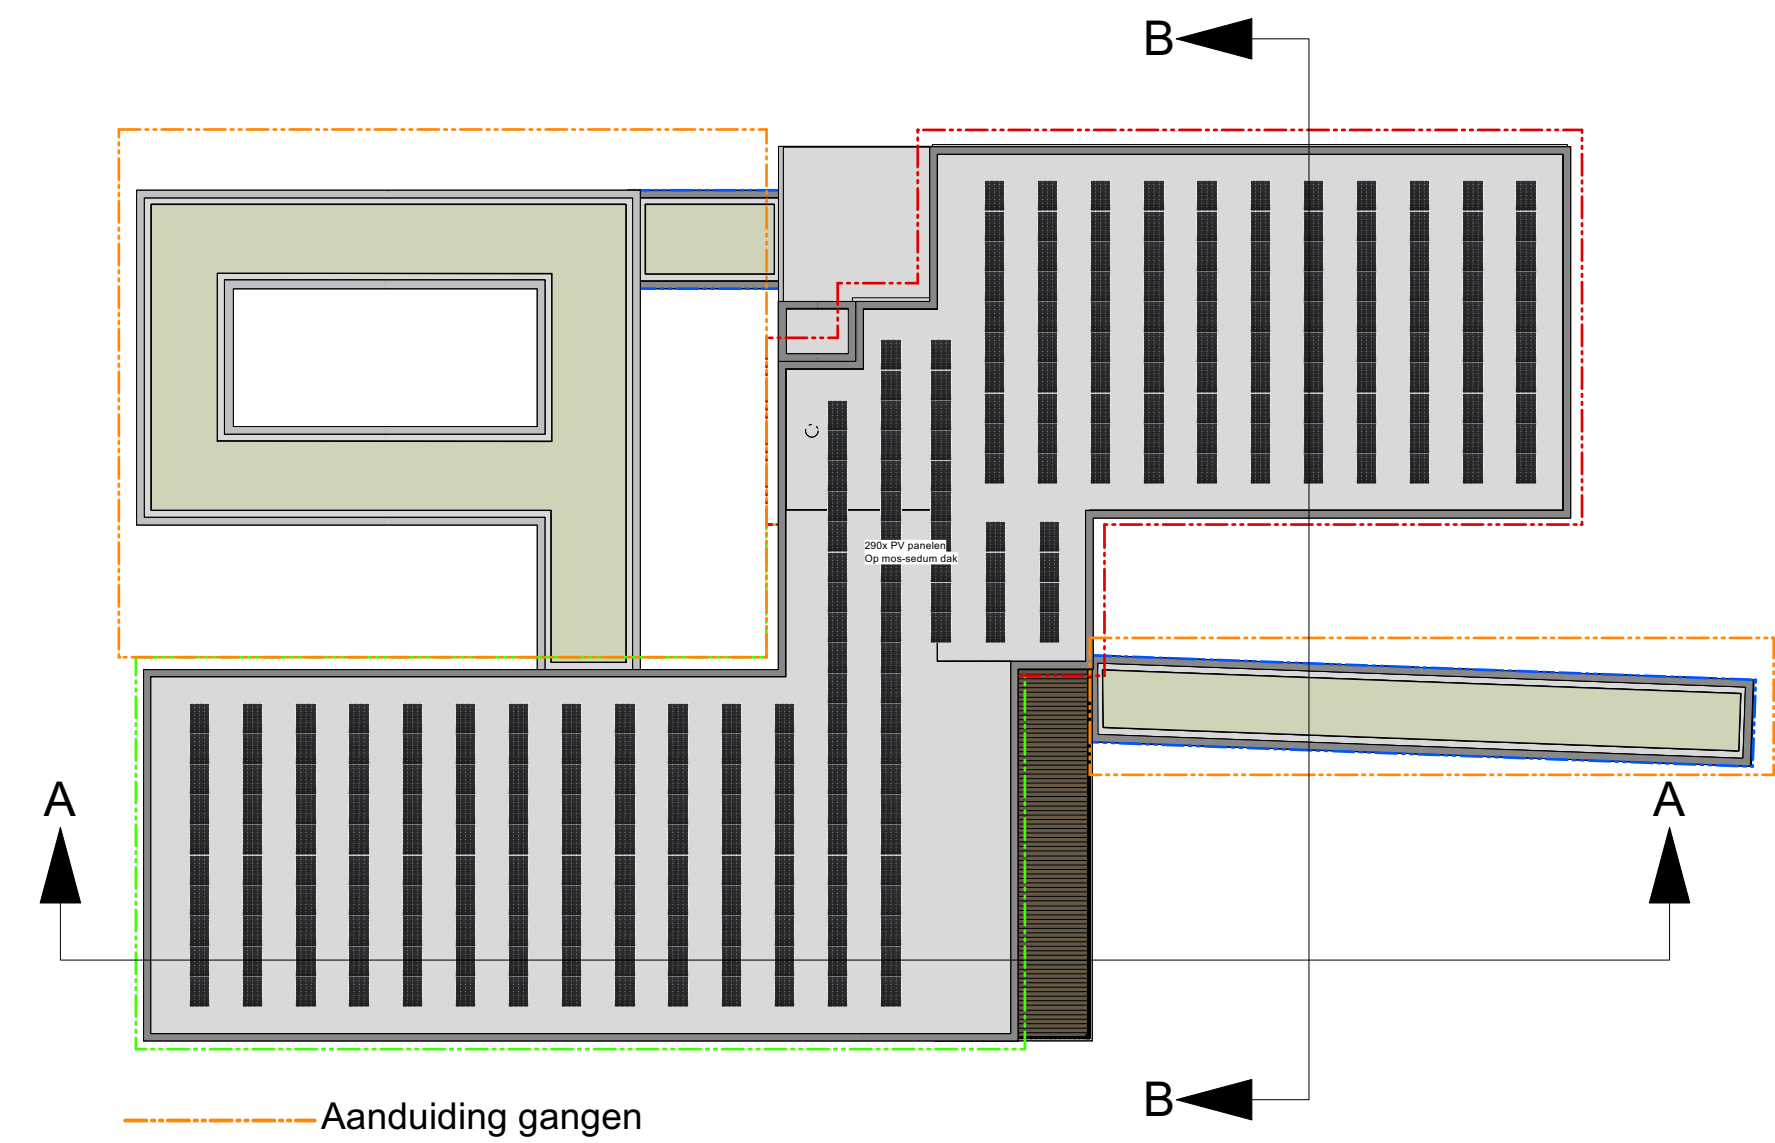 B
290x PV panelen
Op mos-sedum dak
A
A
B
Aanduiding gangen